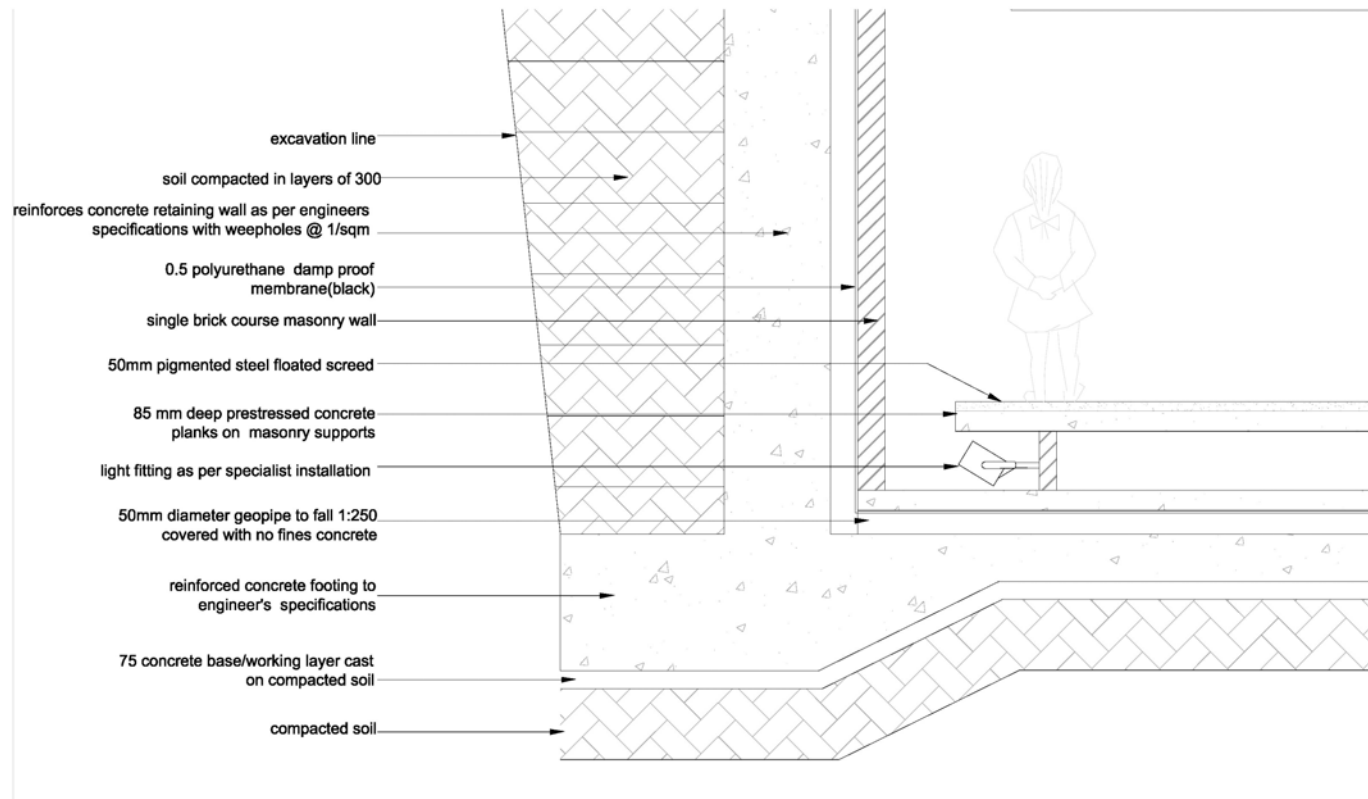 excavation line
soil compacted in layers of 300
reinforces concrete retaining wall as per engineers
specifications with weepholes @ 1/sqm
0.5 polyurethane damp proof
membrane(black)
single brick course masonry wall
50mm pigmented steel floated screed
85 mm deep prestressed concrete
planks on masonry supports
light fitting as per specialist installation
50mm diameter geopipe to fall 1:250
covered with no fines concrete
reinforced concrete footing to
engineer's specifications
75 concrete base/working layer cast
on compacted soil
compacted soil